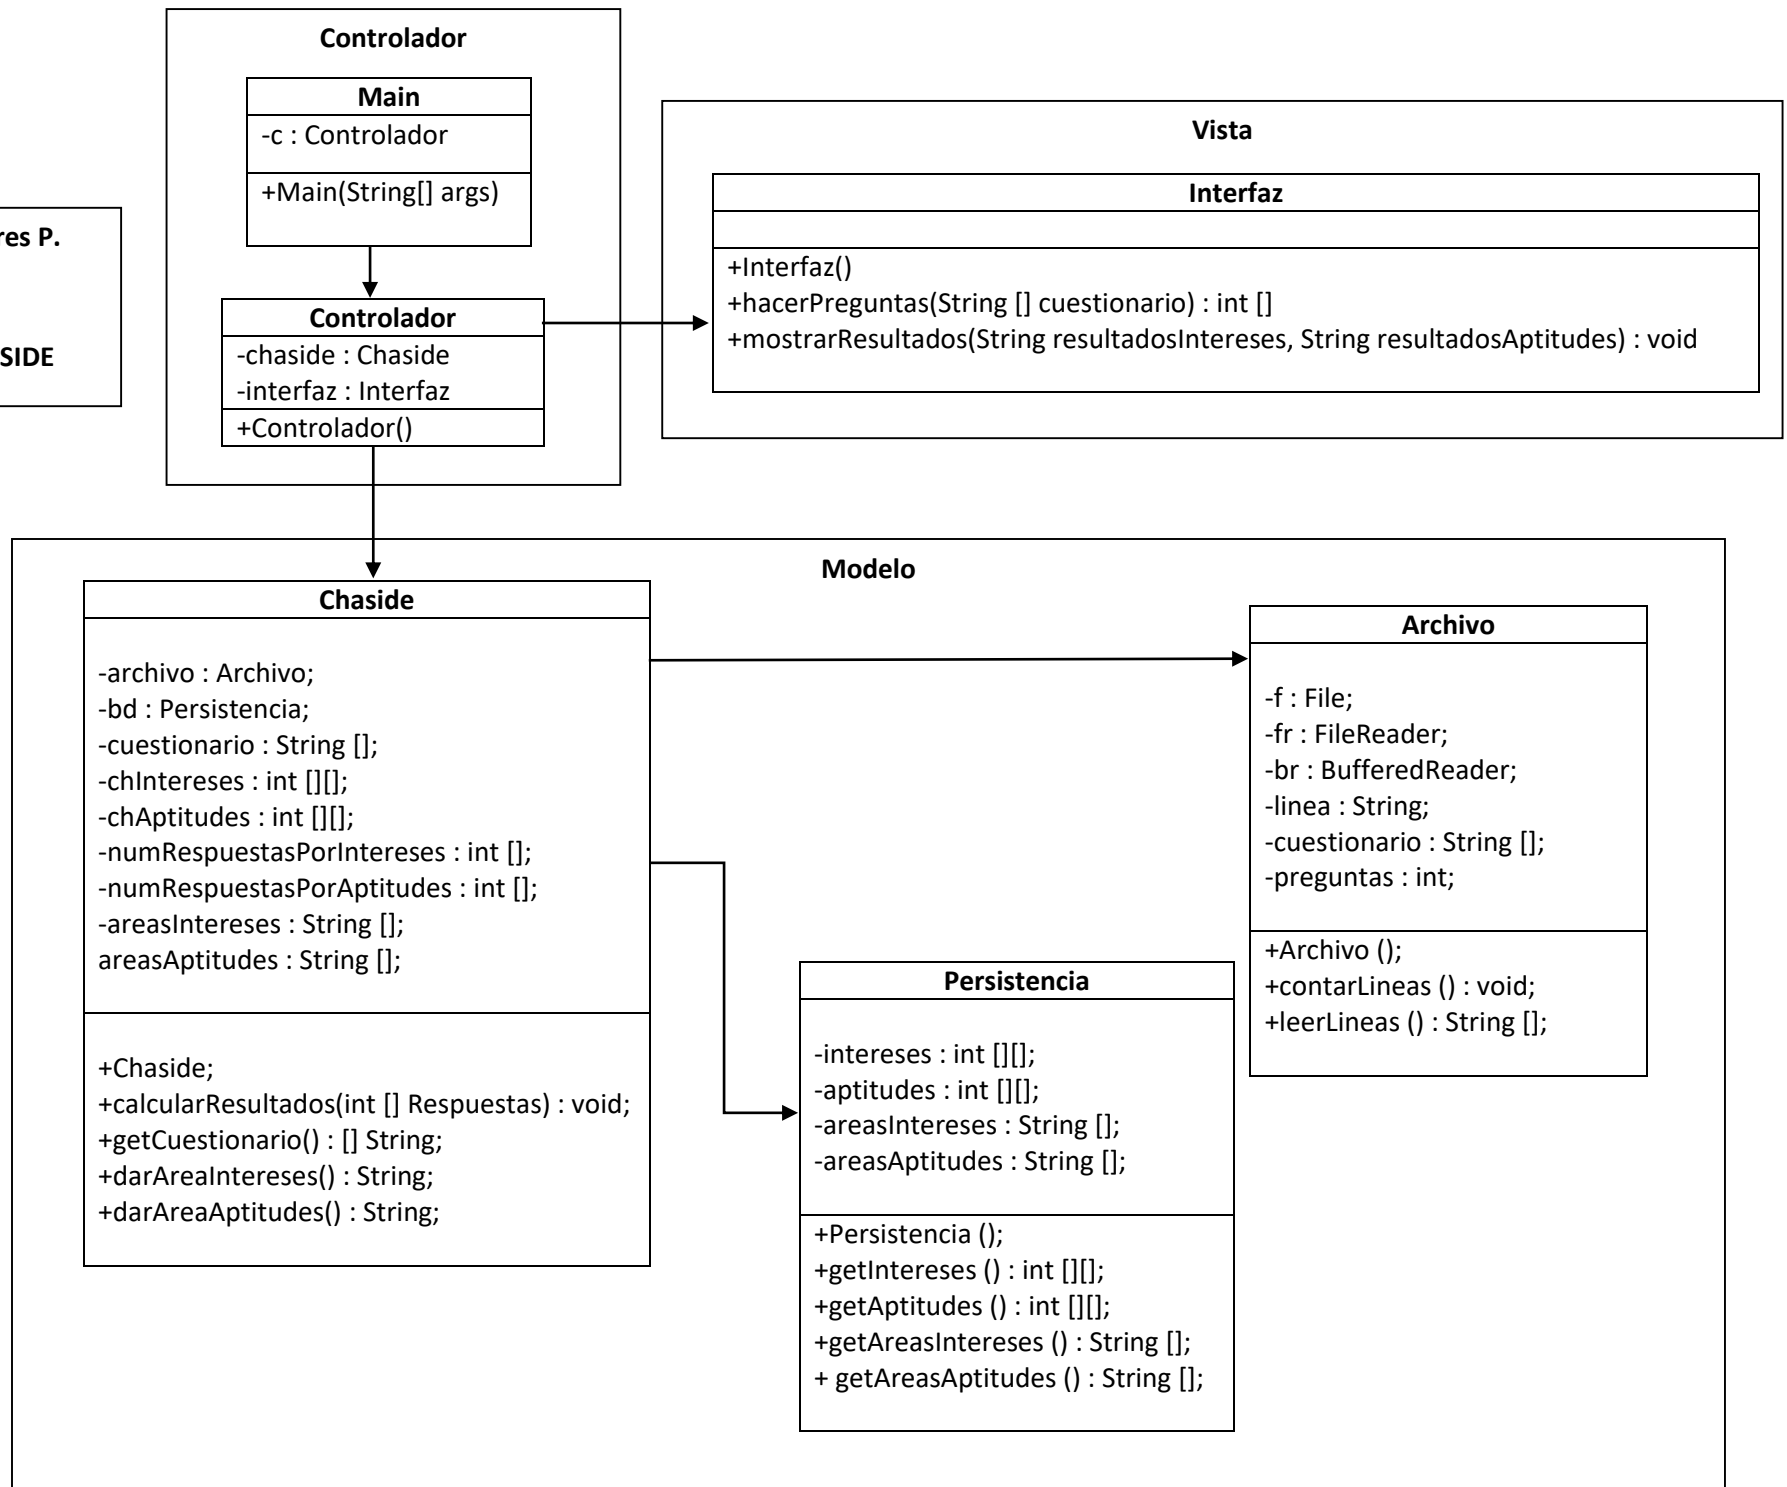 Controlador
Main
-c : Controlador
+Main(String[] args)
Controlador
-chaside : Chaside
-interfaz : Interfaz
+Controlador()
res P.
SIDE
Vista
Interfaz
+Interfaz()
+hacerPreguntas(String [] cuestionario) : int []
+mostrarResultados(String resultadosIntereses, String resultadosAptitudes) : void
Modelo
Chaside
-archivo : Archivo;
-bd : Persistencia;
-cuestionario : String [];
-chIntereses : int [][];
-chAptitudes : int [][];
-numRespuestasPorIntereses : int [];
-numRespuestasPorAptitudes : int [];
-areasIntereses : String [];
areasAptitudes : String [];
+Chaside;
+calcularResultados(int [] Respuestas) : void;
+getCuestionario() : [] String;
+darAreaIntereses() : String;
+darAreaAptitudes() : String;
Persistencia
-intereses : int [][];
-aptitudes : int [][];
-areasIntereses : String [];
-areasAptitudes : String [];
+Persistencia ();
+getIntereses () : int [][];
+getAptitudes () : int [][];
+getAreasIntereses () : String [];
+ getAreasAptitudes () : String [];
Archivo
-f : File;
-fr : FileReader;
-br : BufferedReader;
-linea : String;
-cuestionario : String [];
-preguntas : int;
+Archivo ();
+contarLineas () : void;
+leerLineas () : String [];